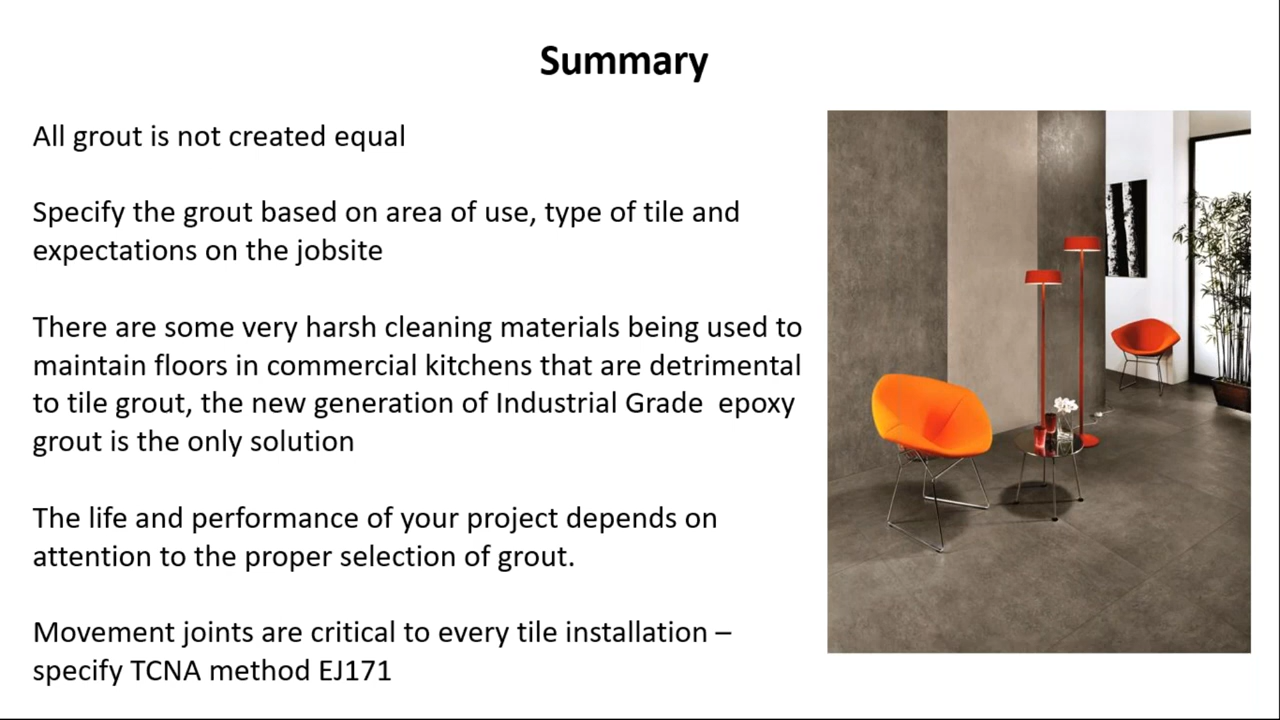 Summary
All grout is not created equal
Specify the grout based on area of use, type of tile and
expectations on the jobsite
There are some very harsh cleaning materials being used to
maintain floors in commercial kitchens that are detrimental
to tile grout, the new generation of Industrial Grade  epoxy
grout is the only solution
The life and performance of your project depends on
attention to the proper selection of grout.
Movement joints are critical to every tile installation –
specify TCNA method EJ171